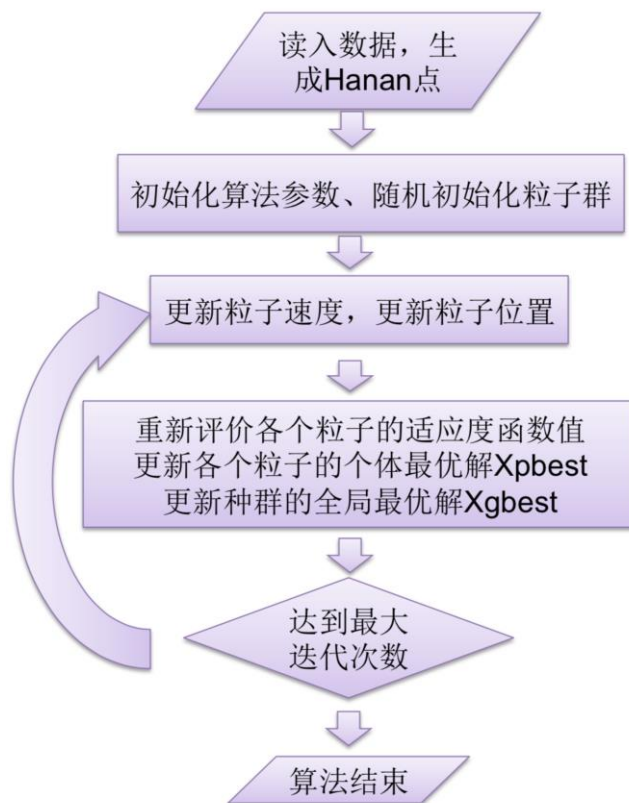 读入数据，生
成Hanan点
初始化算法参数、随机初始化粒子群
更新粒子速度，更新粒子位置
重新评价各个粒子的适应度函数值
更新各个粒子的个体最优解Xpbest
更新种群的全局最优解Xgbest
达到最大
迭代次数
算法结束